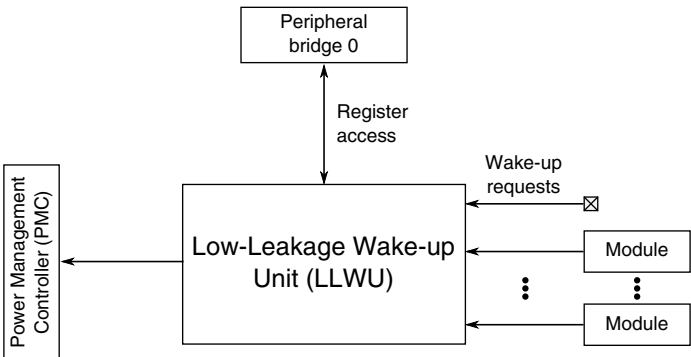 Peripheral
bridge 0
Register
access
Wake-up
requests
Power Management
Controller (PMC)
Low-Leakage Wake-up
Unit (LLWU)
Module
Module